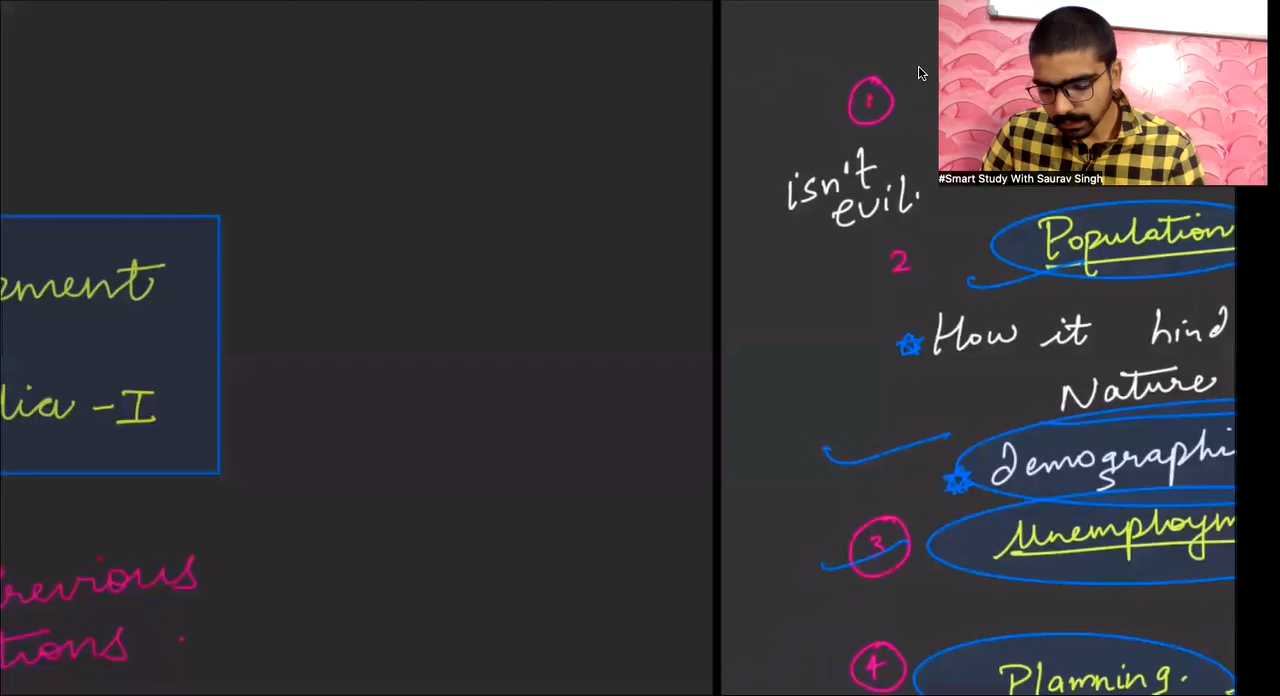 ement
dia - I
revious
tions .
1
#Smart Study With Saurav Singh
isn't
evil.
2 Population
How it hind
Nature
demographi
3 Unemploym
4 Planning.